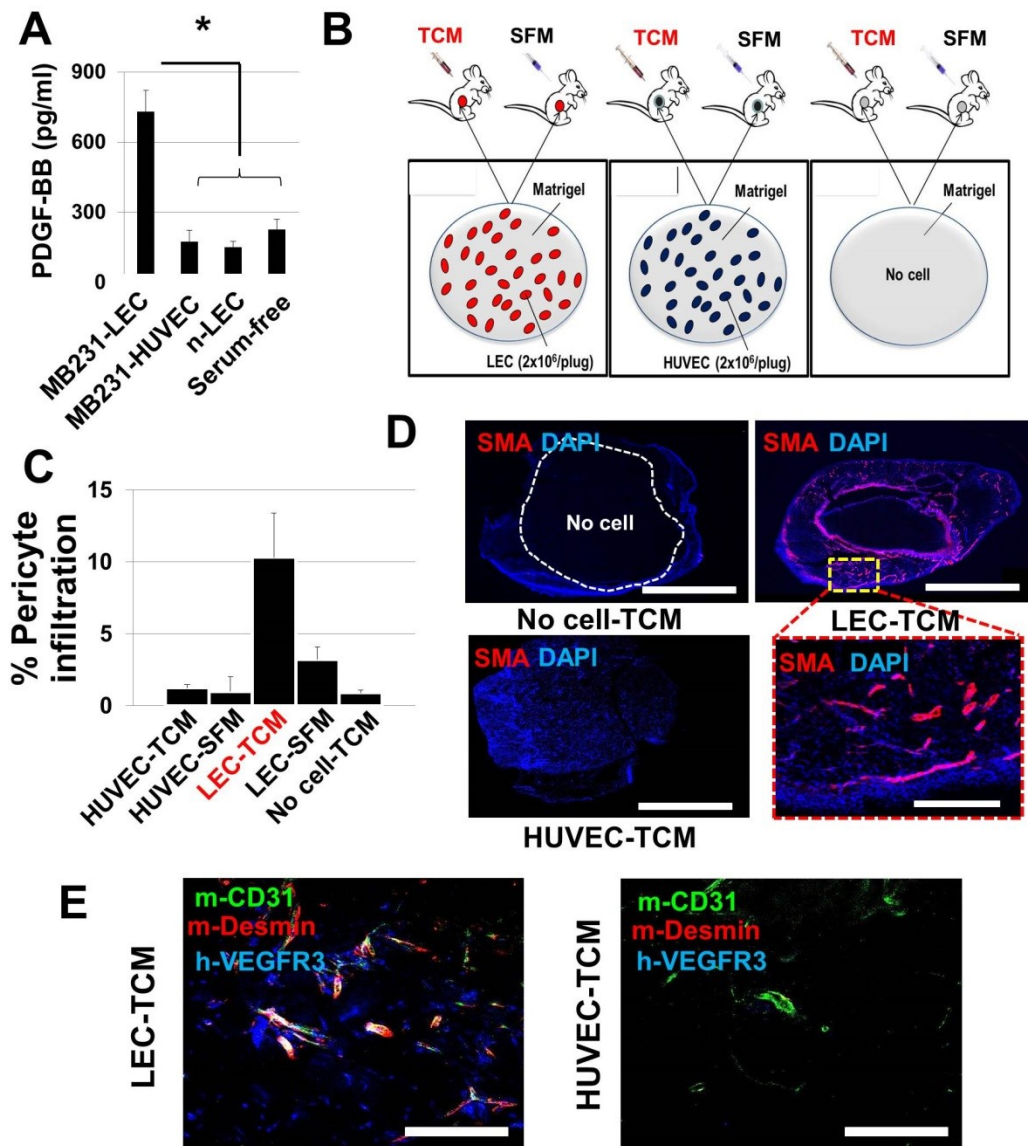 A
*
PDGF-BB (pg/ml)
900
600
300
0
MB231-LEC
MB231-HUVEC
n-LEC
Serum-free
B
TCM SFM TCM SFM TCM SFM
Matrigel
LEC (2x10⁶/plug)
Matrigel
HUVEC (2x10⁶/plug)
No cell
C
% Pericyte
infiltration
15
10
5
0
HUVEC-TCM
HUVEC-SFM
LEC-TCM
LEC-SFM
No cell-TCM
D
SMA DAPI
No cell
No cell-TCM
SMA DAPI
LEC-TCM
SMA DAPI
HUVEC-TCM
SMA DAPI
E
LEC-TCM
m-CD31
m-Desmin
h-VEGFR3
HUVEC-TCM
m-CD31
m-Desmin
h-VEGFR3